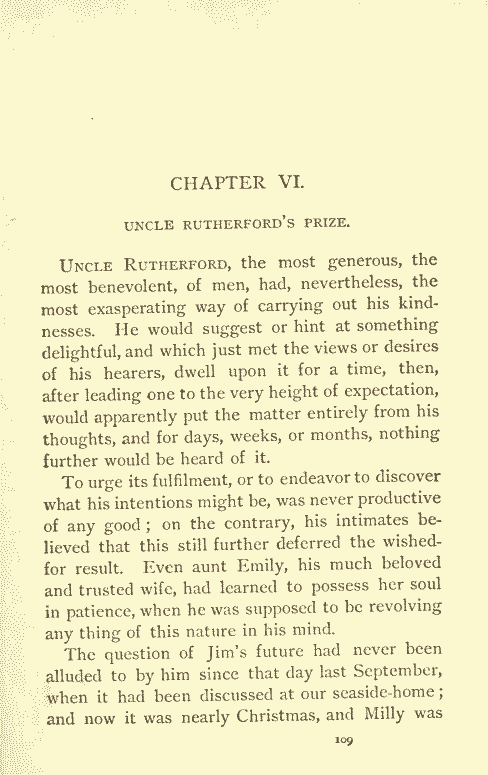 CHAPTER VI.
UNCLE RUTHERFORD'S PRIZE.
UNCLE RUTHERFORD, the most generous, the
most benevolent, of men, had, nevertheless, the
most exasperating way of carrying out his kind-
nesses. He would suggest or hint at something
delightful, and which just met the views or desires
of his hearers, dwell upon it for a time, then,
after leading one to the very height of expectation,
would apparently put the matter entirely from his
thoughts, and for days, weeks, or months, nothing
further would be heard of it.
To urge its fulfilment, or to endeavor to discover
what his intentions might be, was never productive
of any good; on the contrary, his intimates be-
lieved that this still further deferred the wished-
for result. Even aunt Emily, his much beloved
and trusted wife, had learned to possess her soul
in patience, when he was supposed to be revolving
any thing of this nature in his mind.
The question of Jim's future had never been
alluded to by him since that day last September,
when it had been discussed at our seaside-home;
and now it was nearly Christmas, and Milly was
109